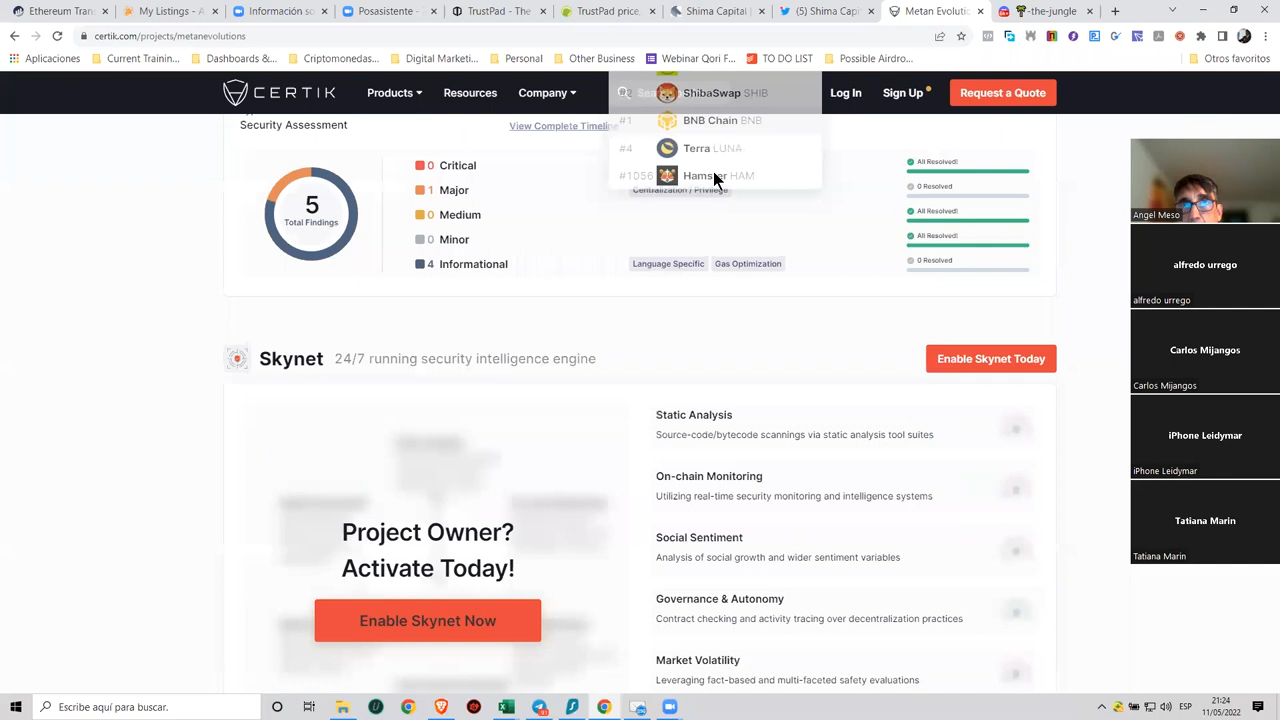 Ethereum Trans
My Listings - A
Información so
Posasistente -
TrustPad - The
TrustPad price,
Shima Capital |
(5) Shima Capi
Metan Evolution
-the-jungle
certik.com/projects/metanevolutions
Aplicaciones
Current Trainin...
Dashboards &...
Criptomonedas...
Digital Marketi...
Personal
Other Business
Webinar Qori F...
TO DO LIST
Possible Airdro...
Otros favoritos
CERTIK
Products
Resources
Company
Log In
Sign Up
Request a Quote
ShibaSwap SHIB
#1 BNB Chain BNB
#4 Terra LUNA
#1056 Hamster HAM
Security Assessment
View Complete Timeline
5
Total Findings
0 Critical
1 Major
0 Medium
0 Minor
4 Informational
Centralization / Privilege
Language Specific
Gas Optimization
All Resolved!
0 Resolved
All Resolved!
All Resolved!
0 Resolved
Skynet
24/7 running security intelligence engine
Enable Skynet Today
Project Owner?
Activate Today!
Enable Skynet Now
Static Analysis
Source-code/bytecode scannings via static analysis tool suites
On-chain Monitoring
Utilizing real-time security monitoring and intelligence systems
Social Sentiment
Analysis of social growth and wider sentiment variables
Governance & Autonomy
Contract checking and activity tracing over decentralization practices
Market Volatility
Leveraging fact-based and multi-faceted safety evaluations
Angel Meso
alfredo urrego
alfredo urrego
Carlos Mijangos
Carlos Mijangos
iPhone Leidymar
iPhone Leidymar
Tatiana Marin
Tatiana Marin
Escribe aquí para buscar.
ESP
21:24
11/05/2022